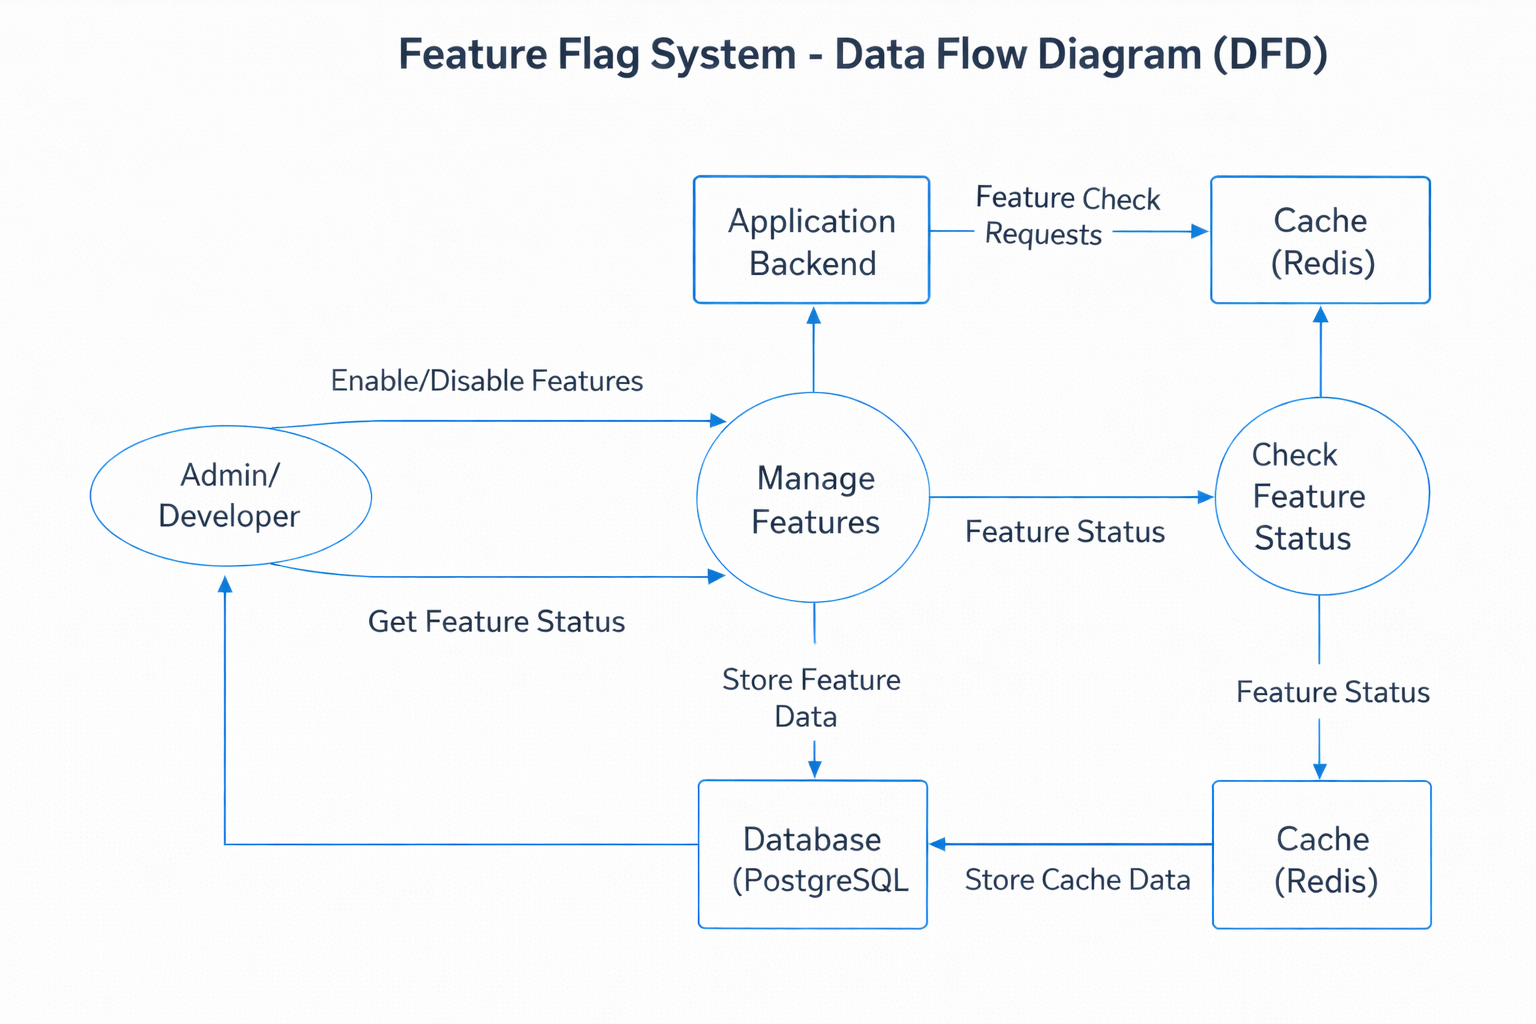 Feature Flag System - Data Flow Diagram (DFD)
Application
Backend
Feature Check
Requests
Cache
(Redis)
Enable/Disable Features
Admin/
Developer
Manage
Features
Feature Status
Check
Feature
Status
Get Feature Status
Store Feature
Data
Feature Status
Database
(PostgreSQL
Store Cache Data
Cache
(Redis)